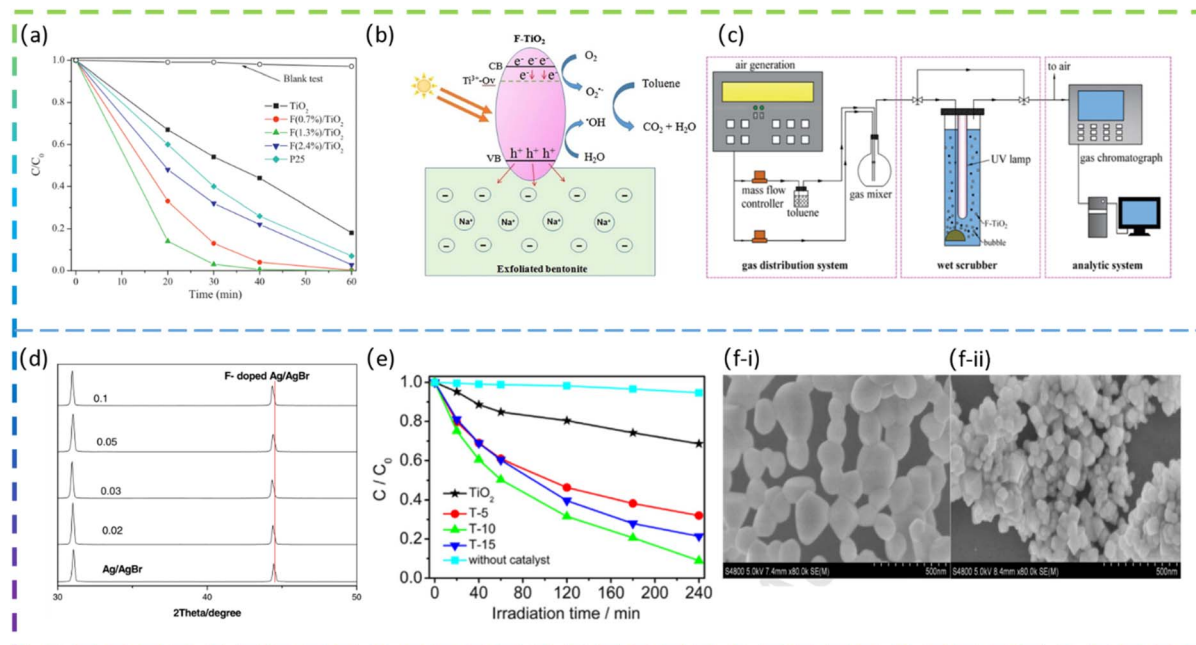 (a)
1.0
0.8
0.6
0.4
0.2
0.0
C/C₀
Blank test
TiO₂
F(0.7%)/TiO₂
F(1.3%)/TiO₂
F(2.4%)/TiO₂
P25
0 10 20 30 40 50 60
Time (min)
(b)
F-TiO₂
CB
e⁻ e⁻ e⁻
e⁻ e⁻
Ti³⁺-Ov
O₂
O₂•⁻
Toluene
•OH
CO₂ + H₂O
VB
h⁺ h⁺ h⁺
H₂O
Na⁺ Na⁺ Na⁺ Na⁺
Exfoliated bentonite
(c)
air generation
to air
UV lamp
gas chromatograph
mass flow
controller
toluene
gas mixer
F-TiO₂
bubble
gas distribution system
wet scrubber
analytic system
(d)
F- doped Ag/AgBr
0.1
0.05
0.03
0.02
Ag/AgBr
30 40 50
2Theta/degree
(e)
1.0
0.8
0.6
0.4
0.2
0.0
C / C₀
TiO₂
T-5
T-10
T-15
without catalyst
0 40 80 120 160 200 240
Irradiation time / min
(f-i)
S4800 5.0kV 7.4mm x80.0k SE(M) 500nm
(f-ii)
S4800 5.0kV 8.4mm x80.0k SE(M) 500nm